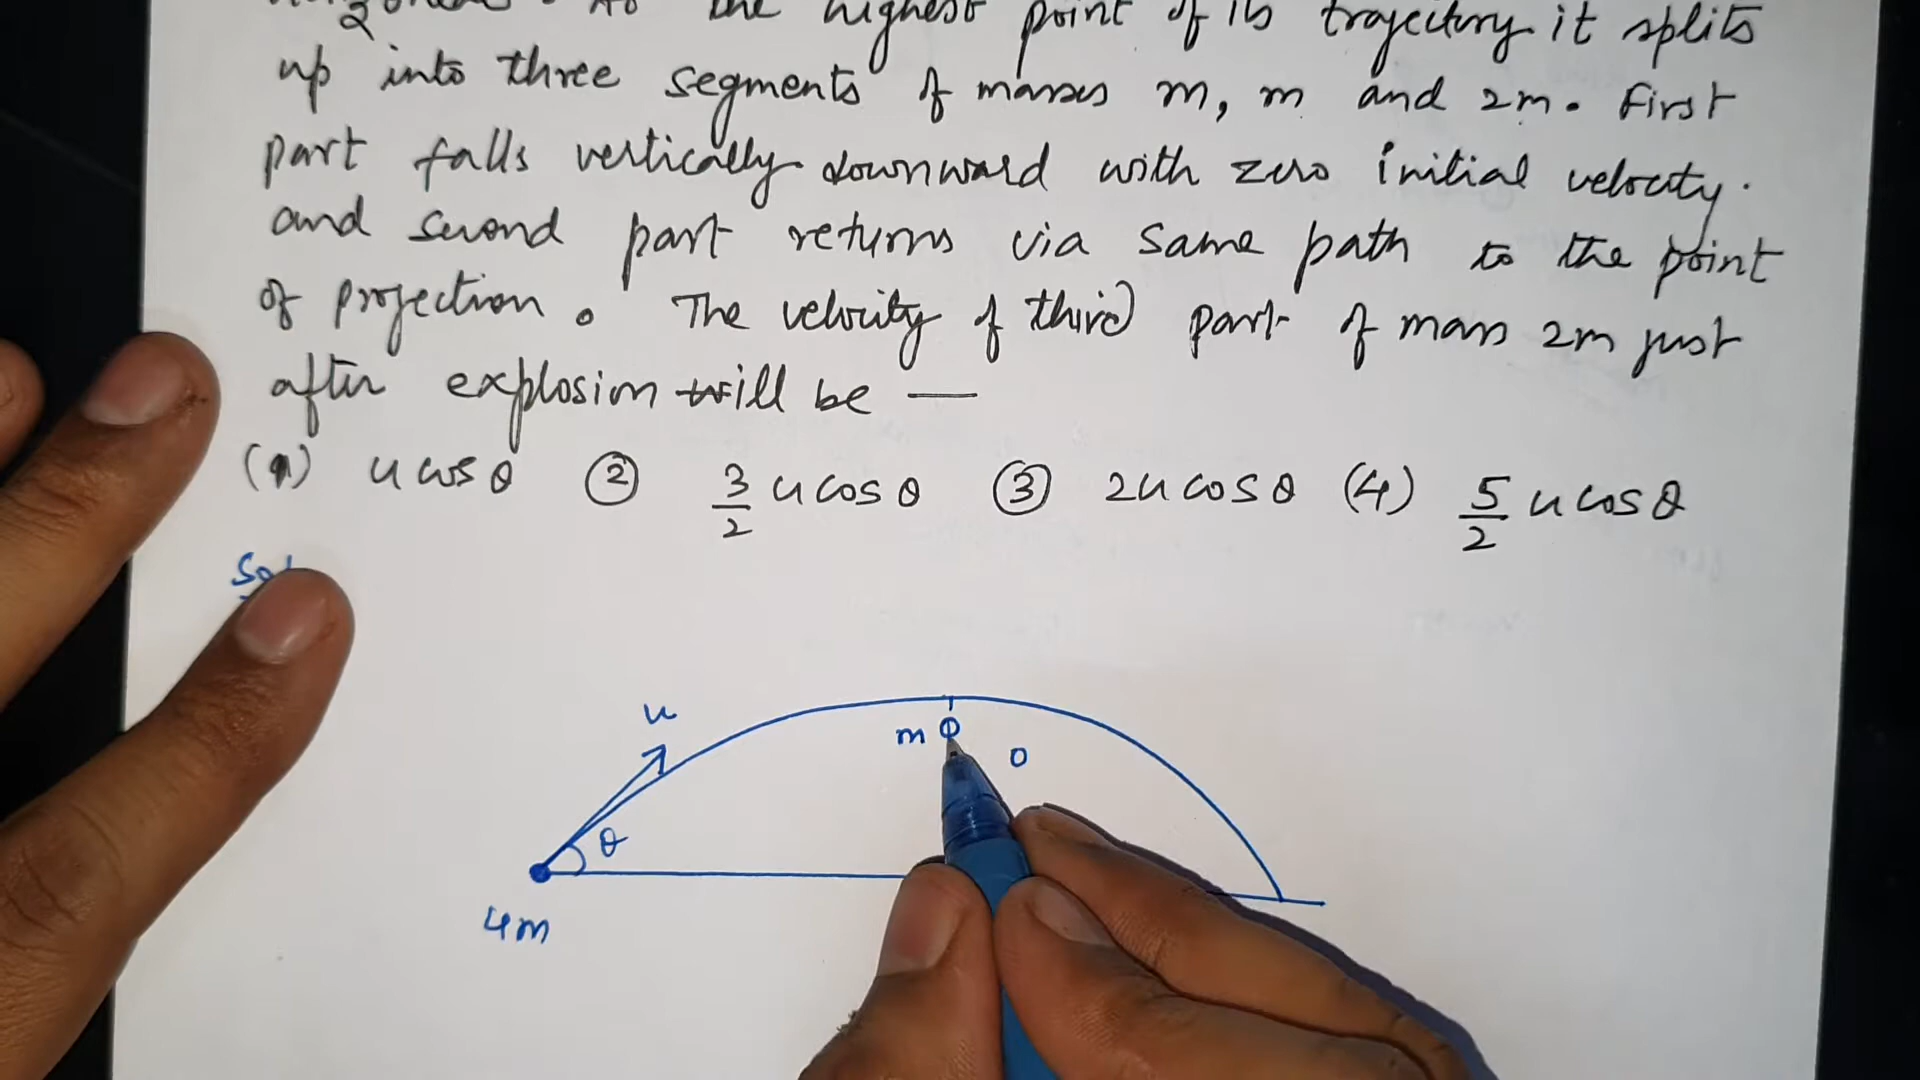 2
the highest point of its trajectory it splits
up into three segments of masses m, m and 2m. First
part falls vertically downward with zero initial velocity.
and second part returns via same path to the point
of projection. The velocity of third part of mass 2m just
after explosion will be —
(1) u cos θ ② 3/2 u cos θ ③ 2u cos θ (4) 5/2 u cos θ
u
m
0
θ
4m